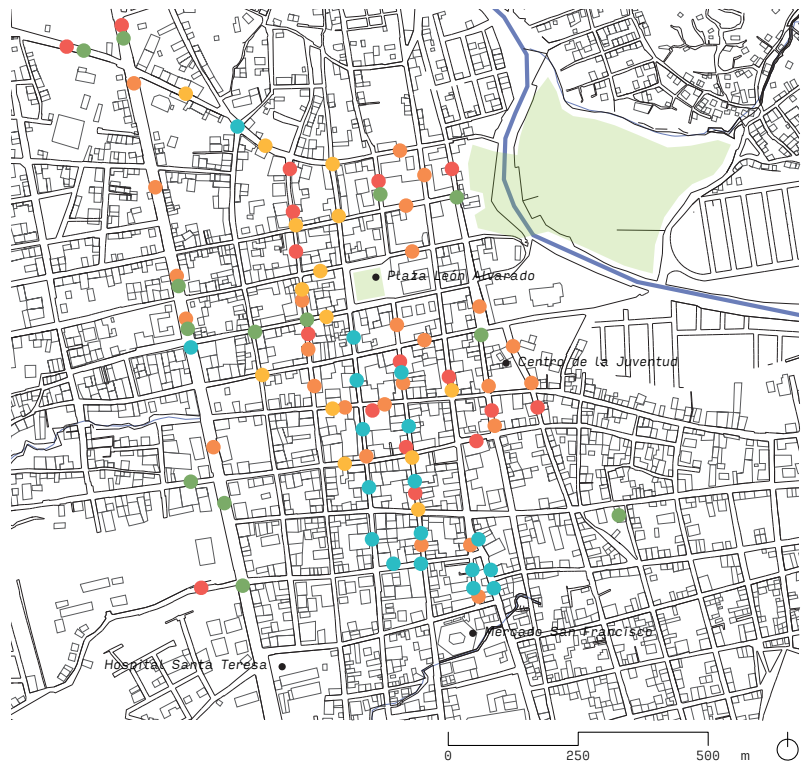 Plaza León Alvarado
Centro de la Juventud
Mercado San Francisco
Hospital Santa Teresa
0 250 500 m